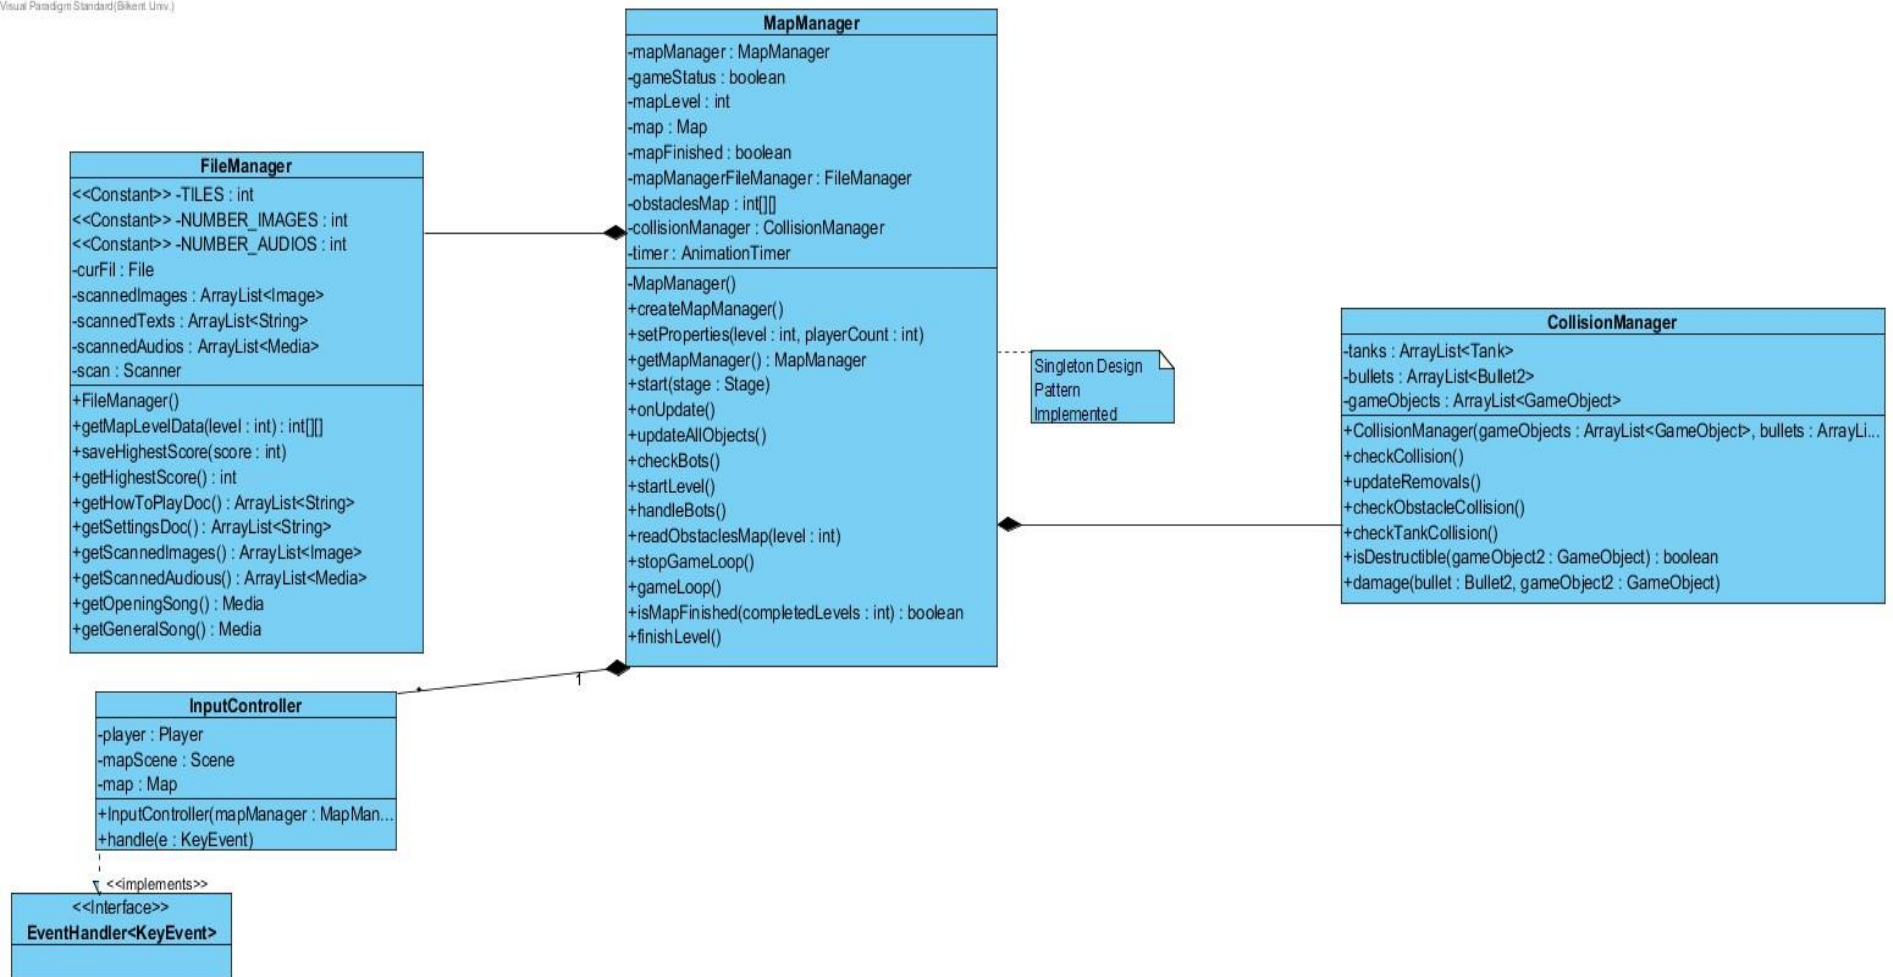 Visual Paradigm Standard(Bilkent Univ.)
MapManager
-mapManager : MapManager
-gameStatus : boolean
-mapLevel : int
-map : Map
-mapFinished : boolean
-mapManagerFileManager : FileManager
-obstaclesMap : int[][]
-collisionManager : CollisionManager
-timer : AnimationTimer
-MapManager()
+createMapManager()
+setProperties(level : int, playerCount : int)
+getMapManager() : MapManager
+start(stage : Stage)
+onUpdate()
+updateAllObjects()
+checkBots()
+startLevel()
+handleBots()
+readObstaclesMap(level : int)
+stopGameLoop()
+gameLoop()
+isMapFinished(completedLevels : int) : boolean
+finishLevel()
FileManager
<<Constant>> -TILES : int
<<Constant>> -NUMBER_IMAGES : int
<<Constant>> -NUMBER_AUDIOS : int
-curFil : File
-scannedImages : ArrayList<Image>
-scannedTexts : ArrayList<String>
-scannedAudios : ArrayList<Media>
-scan : Scanner
+FileManager()
+getMapLevelData(level : int) : int[][]
+saveHighestScore(score : int)
+getHighestScore() : int
+getHowToPlayDoc() : ArrayList<String>
+getSettingsDoc() : ArrayList<String>
+getScannedImages() : ArrayList<Image>
+getScannedAudious() : ArrayList<Media>
+getOpeningSong() : Media
+getGeneralSong() : Media
Singleton Design
Pattern
Implemented
CollisionManager
-tanks : ArrayList<Tank>
-bullets : ArrayList<Bullet2>
-gameObjects : ArrayList<GameObject>
+CollisionManager(gameObjects : ArrayList<GameObject>, bullets : ArrayLi...
+checkCollision()
+updateRemovals()
+checkObstacleCollision()
+checkTankCollision()
+isDestructible(gameObject2 : GameObject) : boolean
+damage(bullet : Bullet2, gameObject2 : GameObject)
*
1
InputController
-player : Player
-mapScene : Scene
-map : Map
+InputController(mapManager : MapMan...
+handle(e : KeyEvent)
<<implements>>
<<Interface>>
EventHandler<KeyEvent>